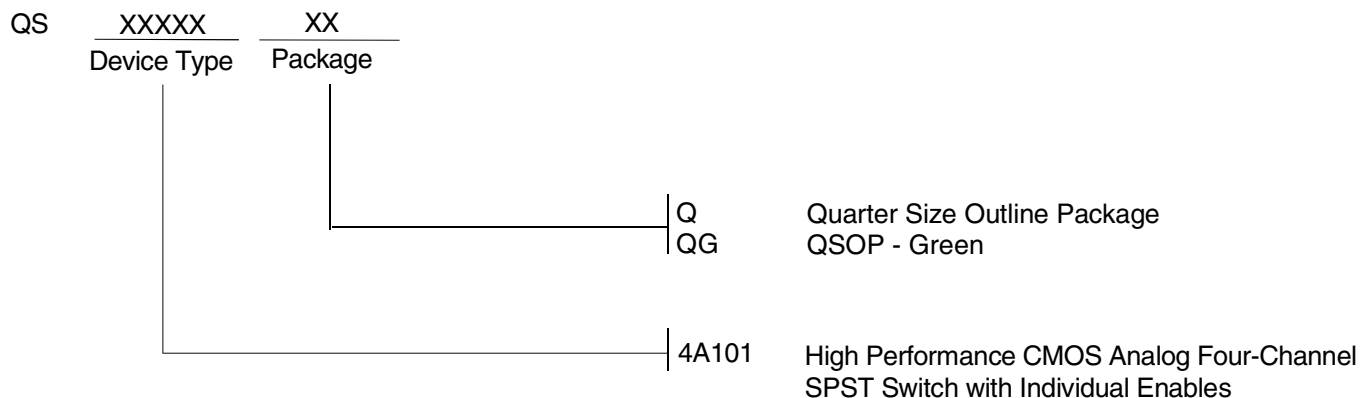 QS XXXXX XX
Device Type Package
Q Quarter Size Outline Package
QG QSOP - Green
4A101 High Performance CMOS Analog Four-Channel
SPST Switch with Individual Enables